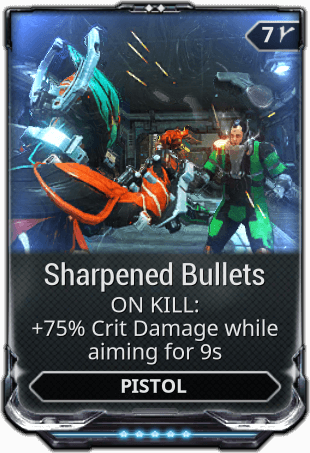 7
Sharpened Bullets
ON KILL:
+75% Crit Damage while
aiming for 9s
PISTOL